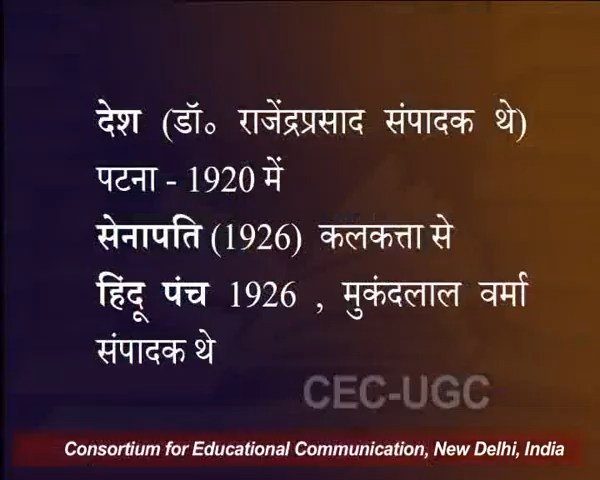 देश (डॉ॰ राजेंद्रप्रसाद संपादक थे)
पटना - 1920 में
सेनापति (1926) कलकत्ता से
हिंदू पंच 1926 , मुकंदलाल वर्मा
संपादक थे
CEC-UGC
Consortium for Educational Communication, New Delhi, India